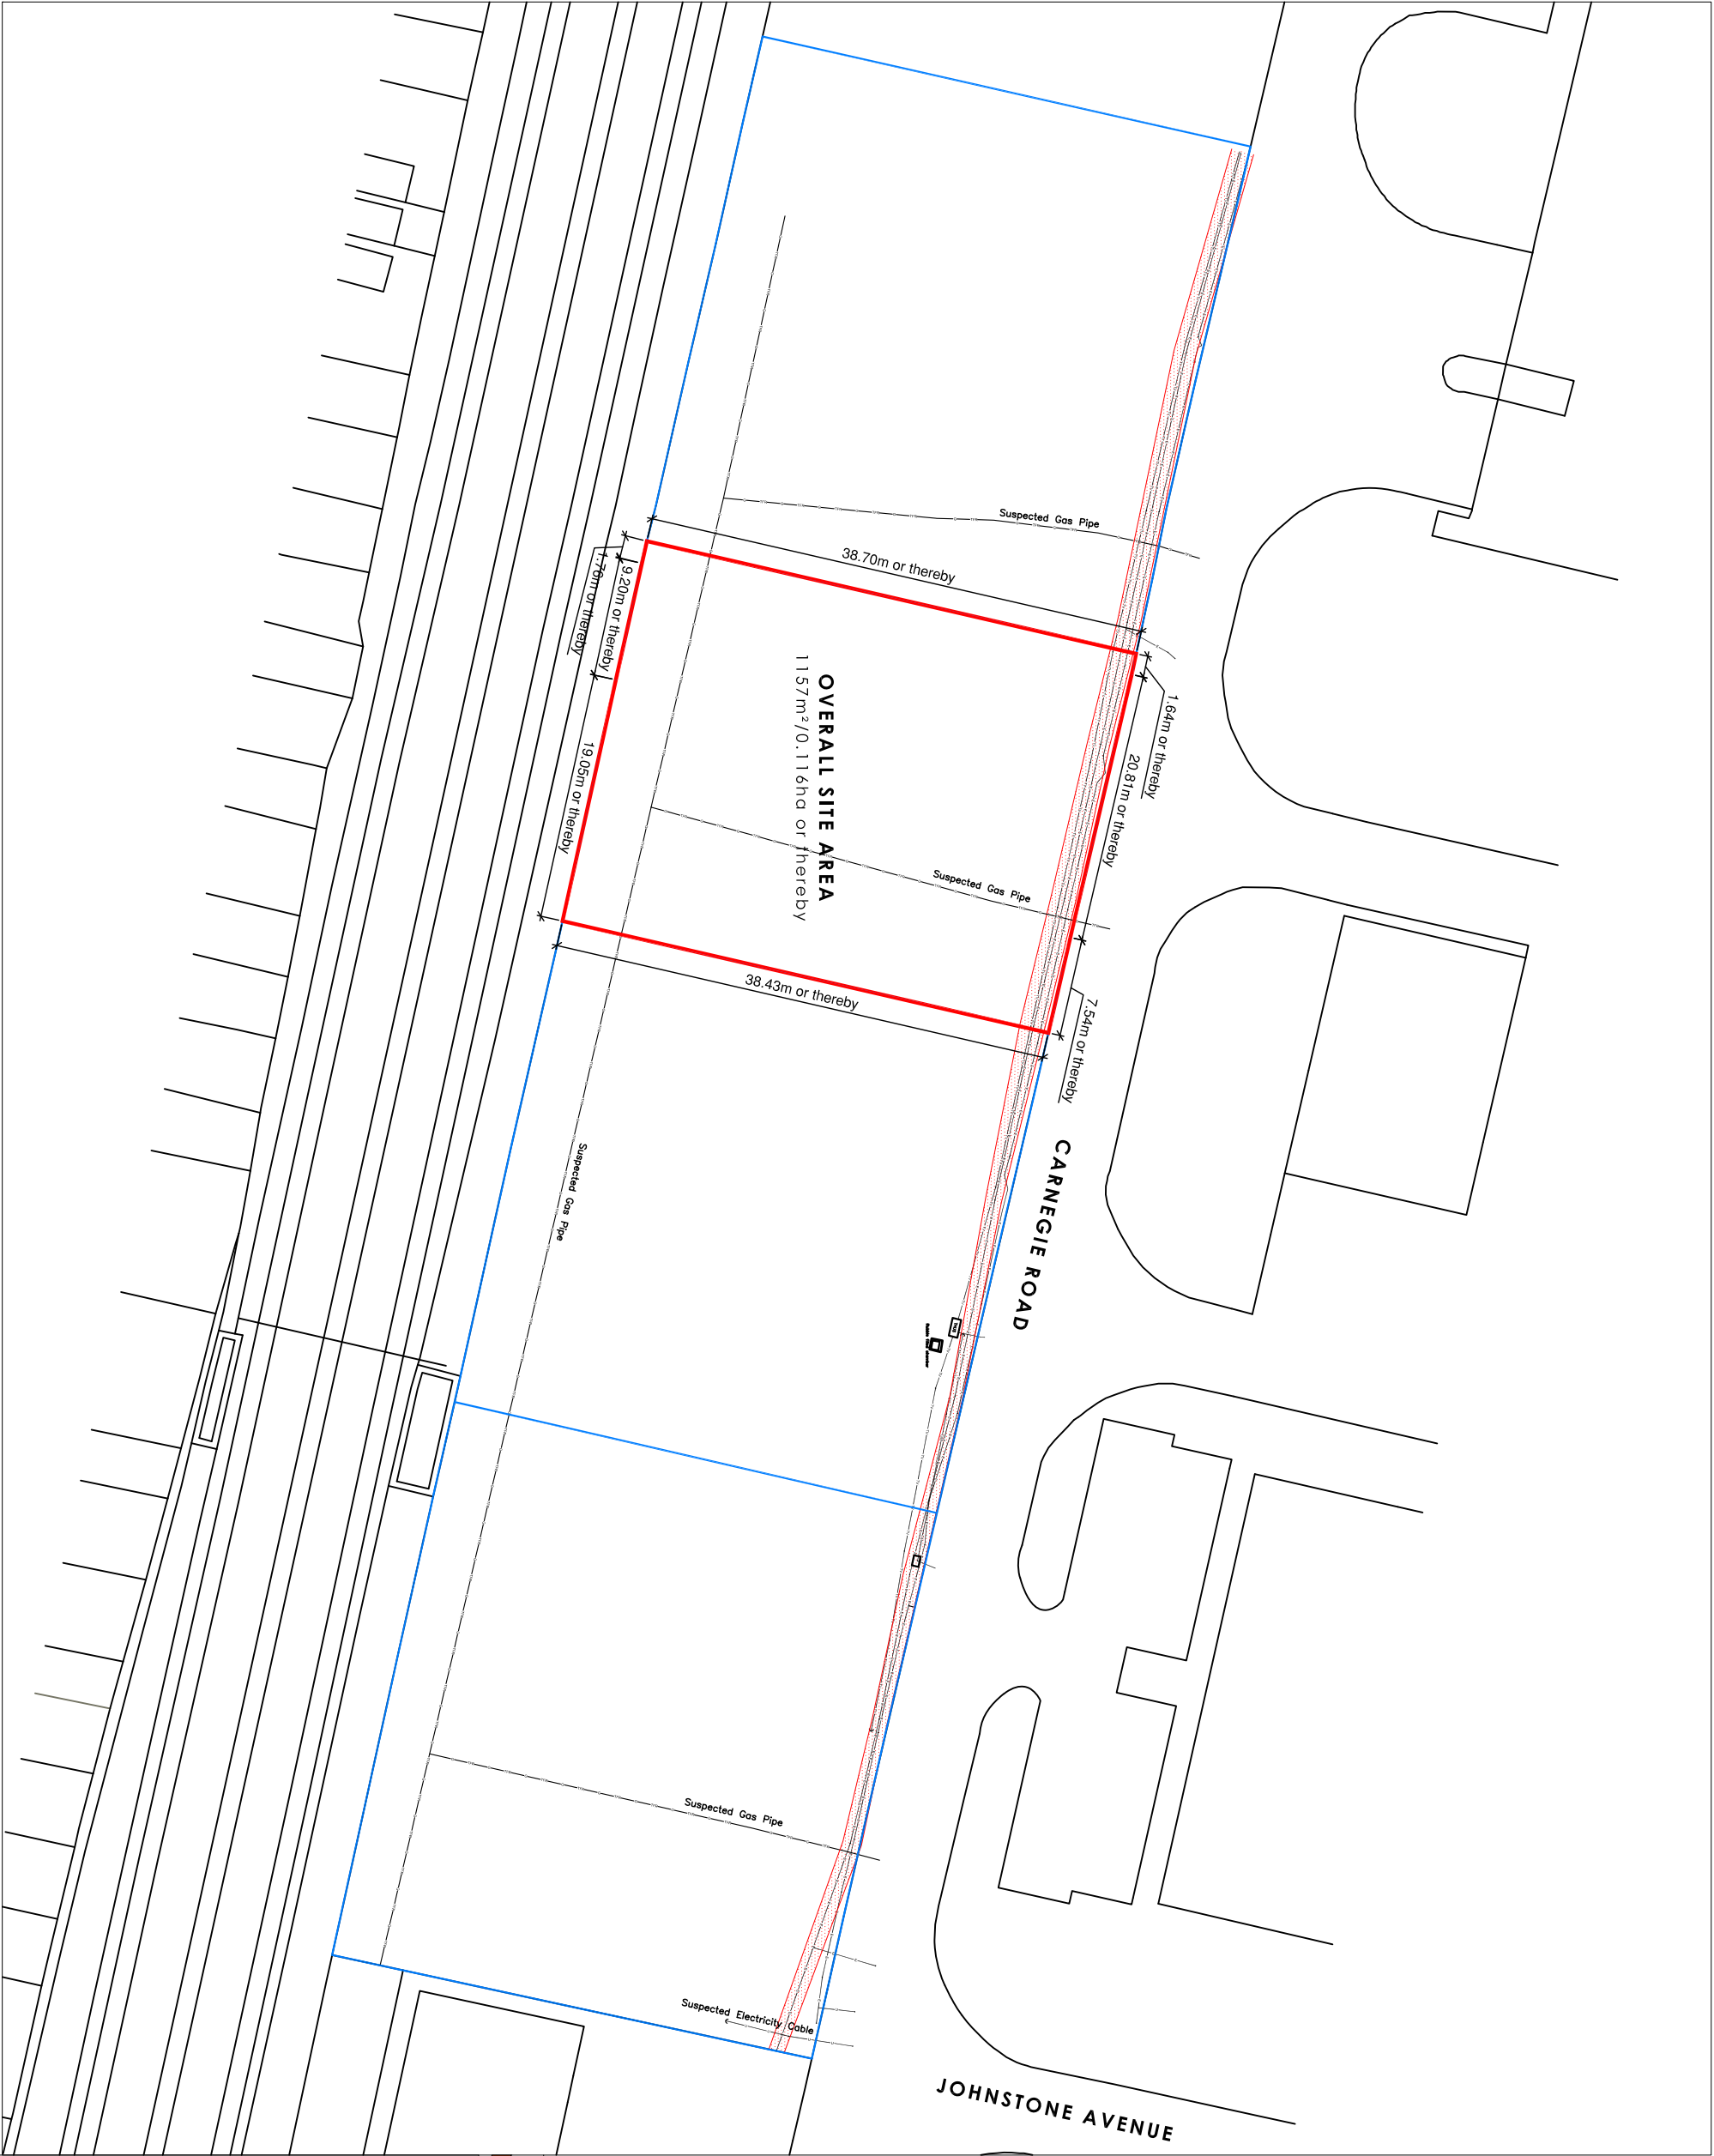 Suspected Gas Pipe
38.70m or thereby
1.76m or thereby
9.20m or thereby
19.05m or thereby
OVERALL SITE AREA
1157m²/0.116ha or thereby
1.64m or thereby
20.81m or thereby
Suspected Gas Pipe
38.43m or thereby
7.54m or thereby
CARNEGIE ROAD
Suspected Gas Pipe
Suspected Gas Pipe
Suspected Electricity Cable
JOHNSTONE AVENUE